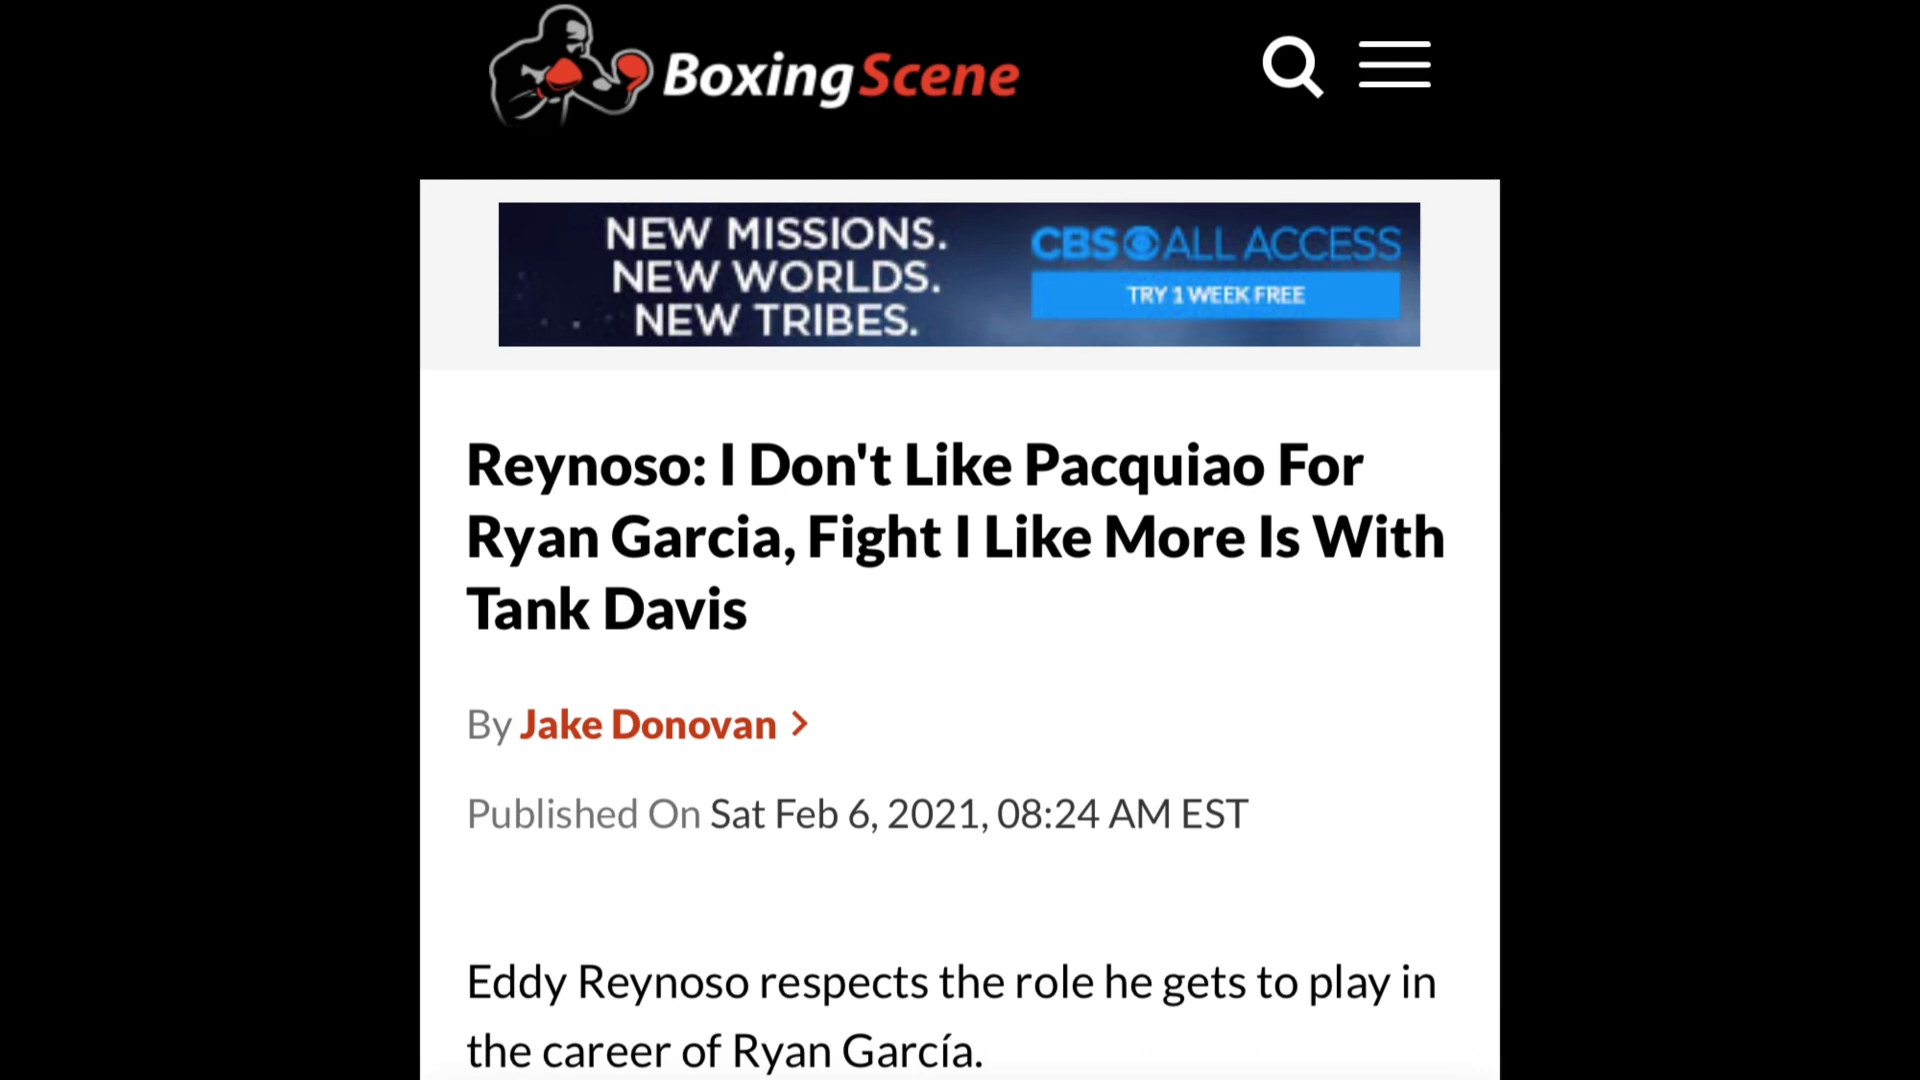 BoxingScene
NEW MISSIONS.
NEW WORLDS.
NEW TRIBES.
CBS ALL ACCESS
TRY 1 WEEK FREE
Reynoso: I Don't Like Pacquiao For
Ryan Garcia, Fight I Like More Is With
Tank Davis
By Jake Donovan >
Published On Sat Feb 6, 2021, 08:24 AM EST
Eddy Reynoso respects the role he gets to play in
the career of Ryan García.